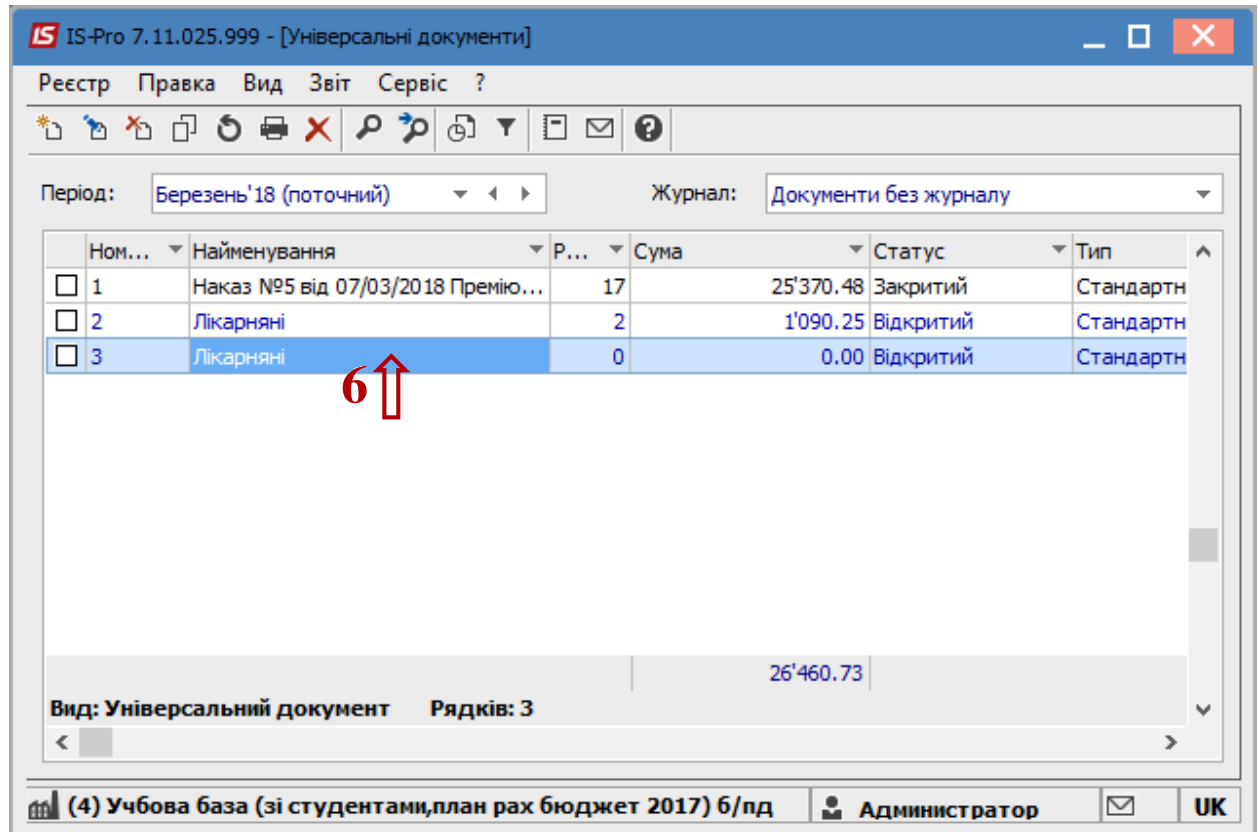 IS IS-Pro 7.11.025.999 - [Універсальні документи]
Реєстр Правка Вид Звіт Сервіс ?
Період: Березень'18 (поточний) Журнал: Документи без журналу
Ном... Найменування Р... Сума Статус Тип
1 Наказ №5 від 07/03/2018 Премію... 17 25'370.48 Закритий Стандартн
2 Лікарняні 2 1'090.25 Відкритий Стандартн
3 Лікарняні 0 0.00 Відкритий Стандартн
6
26'460.73
Вид: Універсальний документ Рядків: 3
(4) Учбова база (зі студентами,план рах бюджет 2017) б/пд Администратор UK